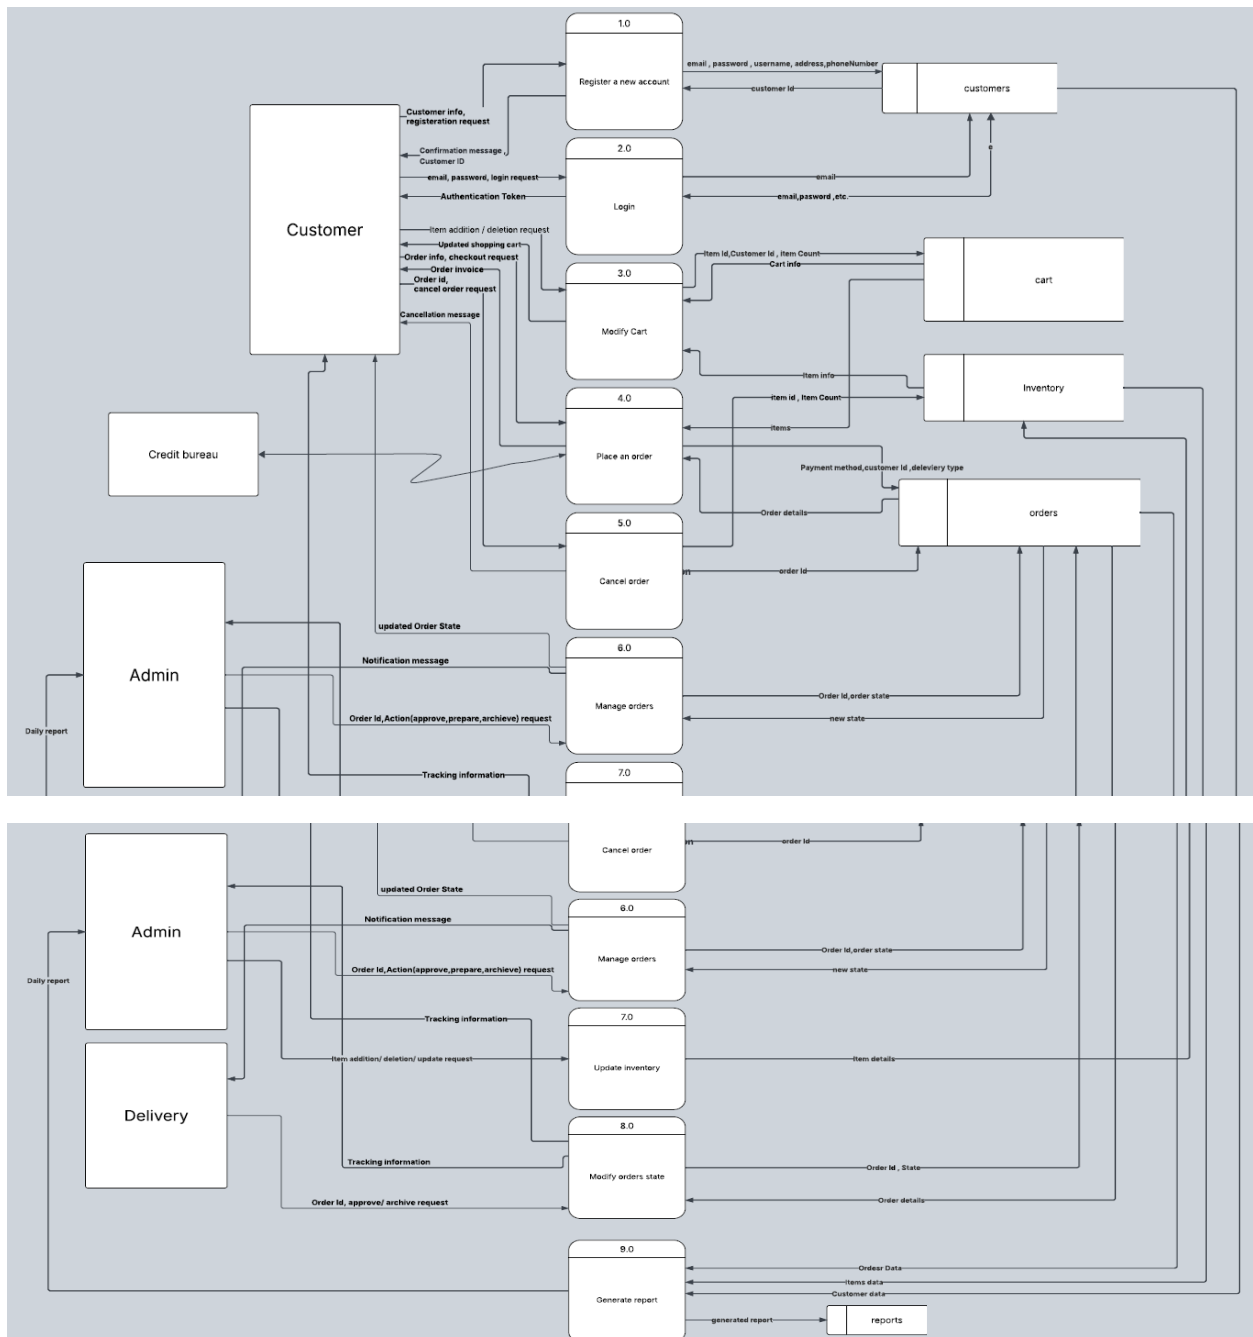 1.0
Register a new account
email , password , username, address,phoneNumber
customer Id
customers
Customer info,
registeration request
Confirmation message ,
Customer ID
2.0
Login
email, password, login request
Authentication Token
email
e
email,pasword ,etc.
Customer
Item addition / deletion request
Updated shopping cart
Order info, checkout request
Order invoice
Order id,
cancel order request
Cancellation message
3.0
Modify Cart
Item Id,Customer Id , Item Count
Cart info
cart
Item info
Inventory
4.0
Place an order
item id , Item Count
items
Credit bureau
Payment method,customer Id ,deleviery type
Order details
orders
5.0
Cancel order
on
order Id
updated Order State
Notification message
6.0
Manage orders
Order Id,order state
new state
Admin
Daily report
Order Id,Action(approve,prepare,archieve) request
Tracking information
7.0
Cancel order
on
order Id
updated Order State
Notification message
6.0
Manage orders
Order Id,order state
new state
Admin
Daily report
Order Id,Action(approve,prepare,archieve) request
Tracking information
7.0
Update inventory
Item addition/ deletion/ update request
Item details
Delivery
8.0
Modify orders state
Tracking information
Order Id , State
Order Id, approve/ archive request
Order details
9.0
Generate report
Ordesr Data
Items data
Customer data
generated report
reports